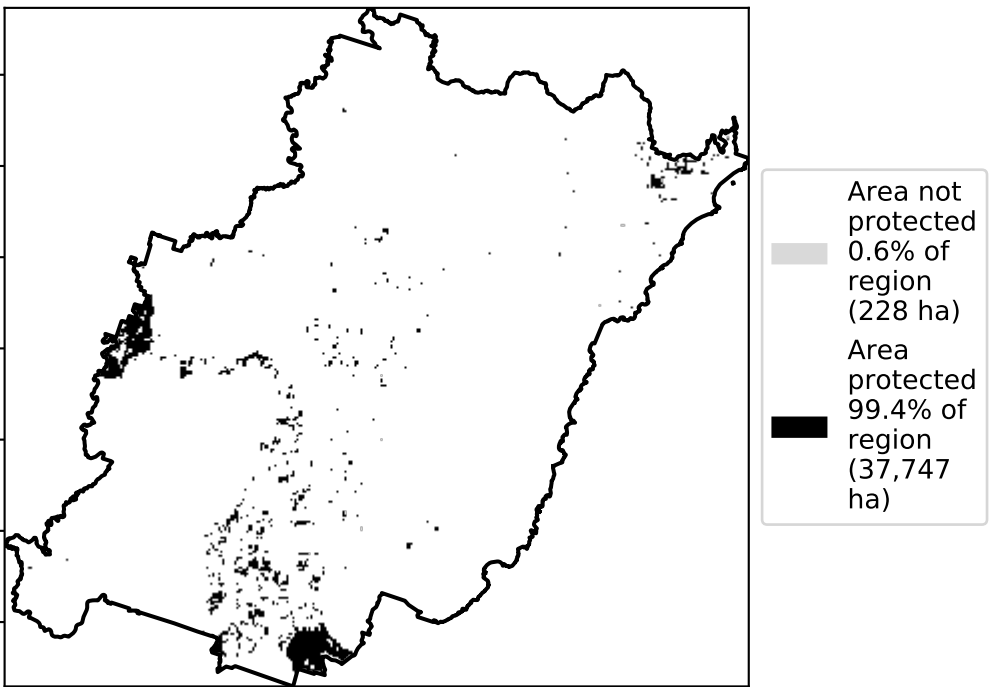 Area not
protected
0.6% of
region
(228 ha)
Area
protected
99.4% of
region
(37,747
ha)